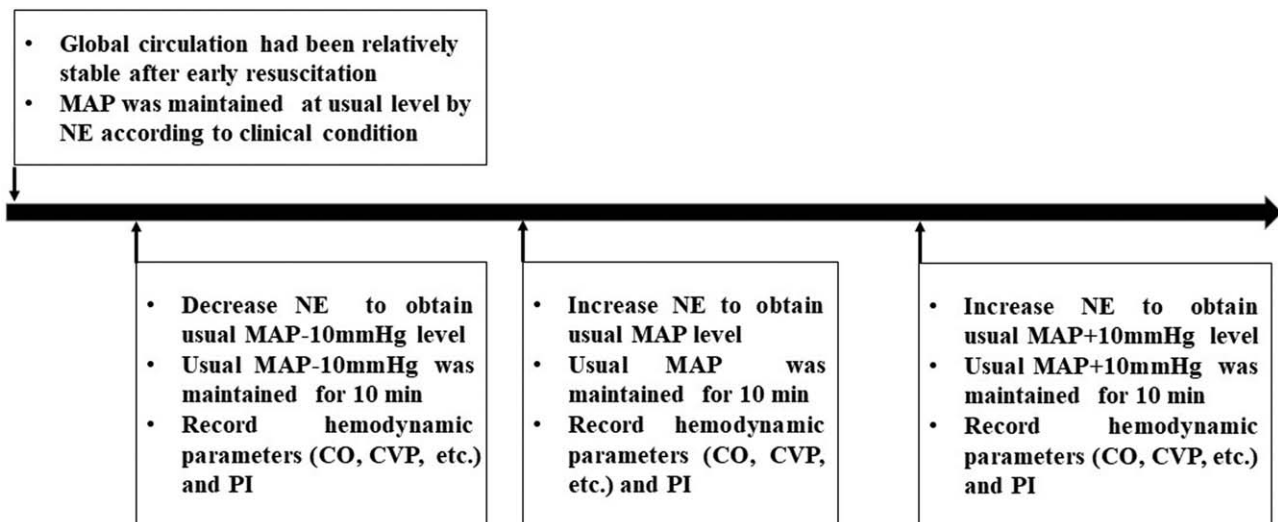 • Global circulation had been relatively
stable after early resuscitation
• MAP was maintained at usual level by
NE according to clinical condition
• Decrease NE to obtain
usual MAP-10mmHg level
• Usual MAP-10mmHg was
maintained for 10 min
• Record hemodynamic
parameters (CO, CVP, etc.)
and PI
• Increase NE to obtain
usual MAP level
• Usual MAP was
maintained for 10 min
• Record hemodynamic
parameters (CO, CVP,
etc.) and PI
• Increase NE to obtain
usual MAP+10mmHg level
• Usual MAP+10mmHg was
maintained for 10 min
• Record hemodynamic
parameters (CO, CVP, etc.)
and PI